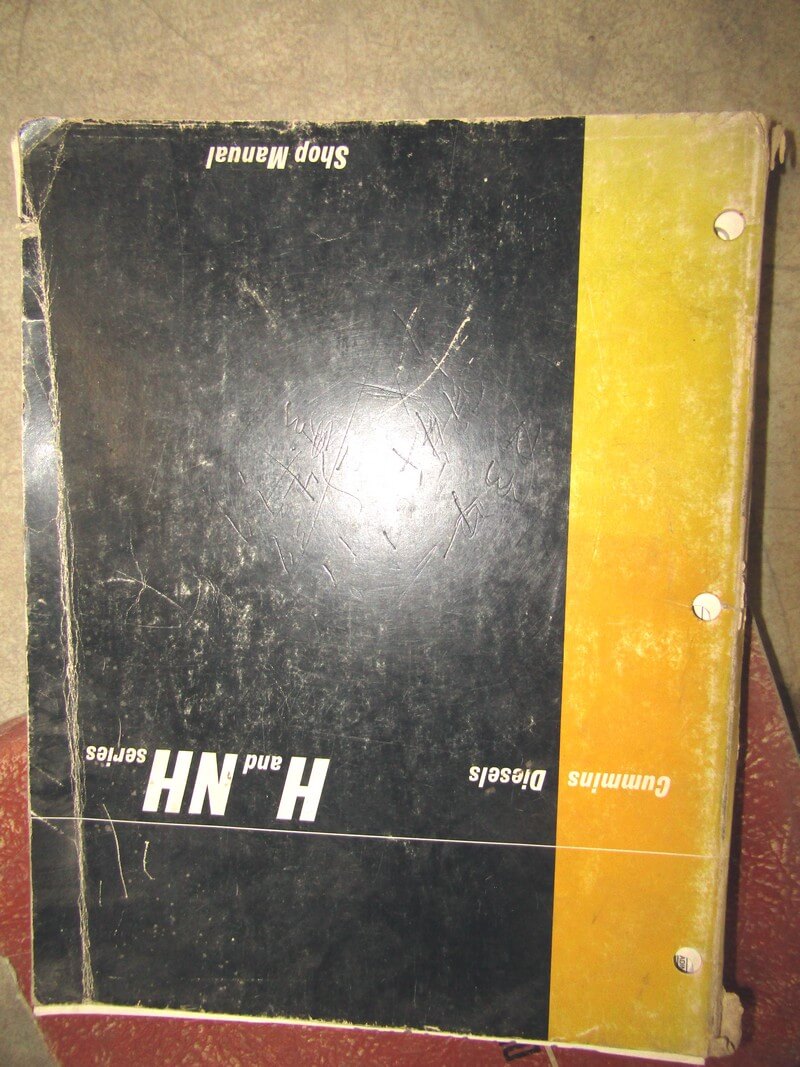 Cummins Diesels H and NH series
Shop Manual